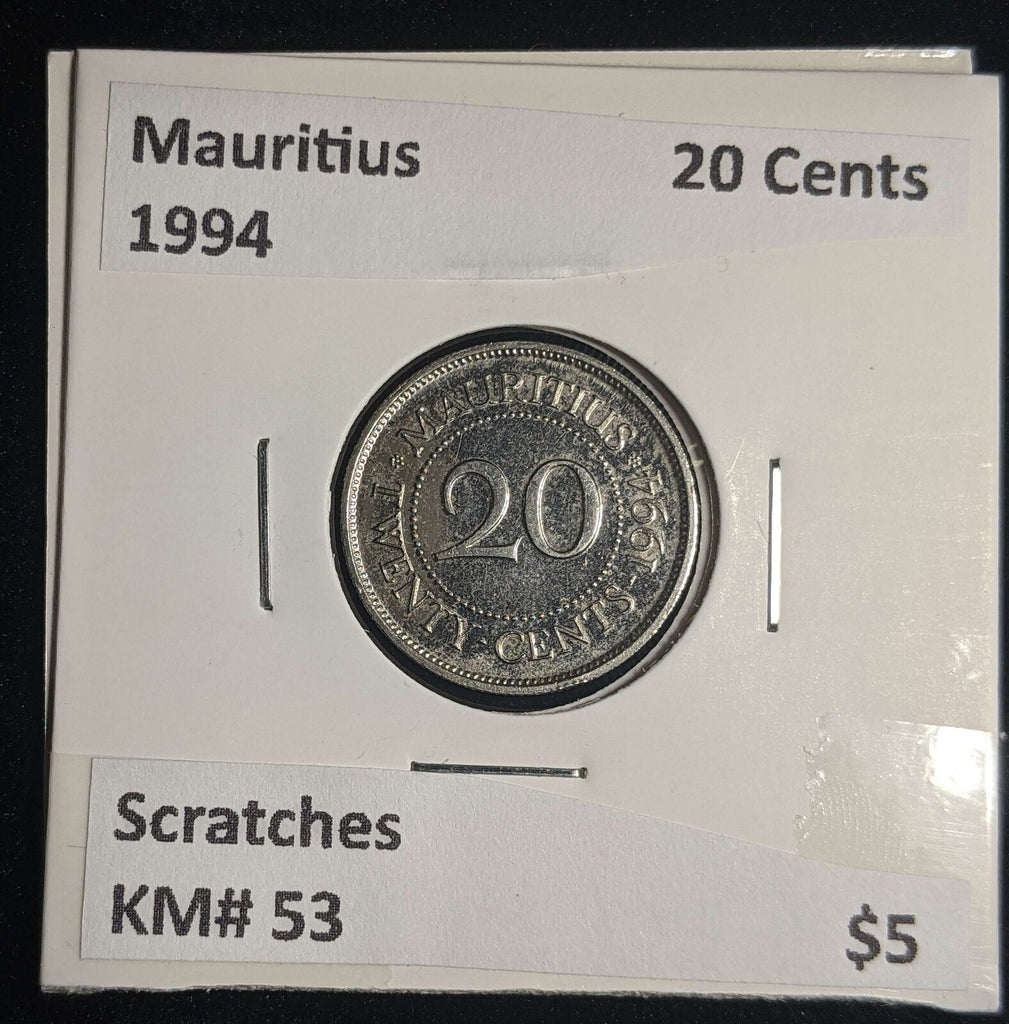 Mauritius 20 Cents
1994
MAURITIUS 1994
20
TWENTY CENTS
Scratches
KM# 53
$5